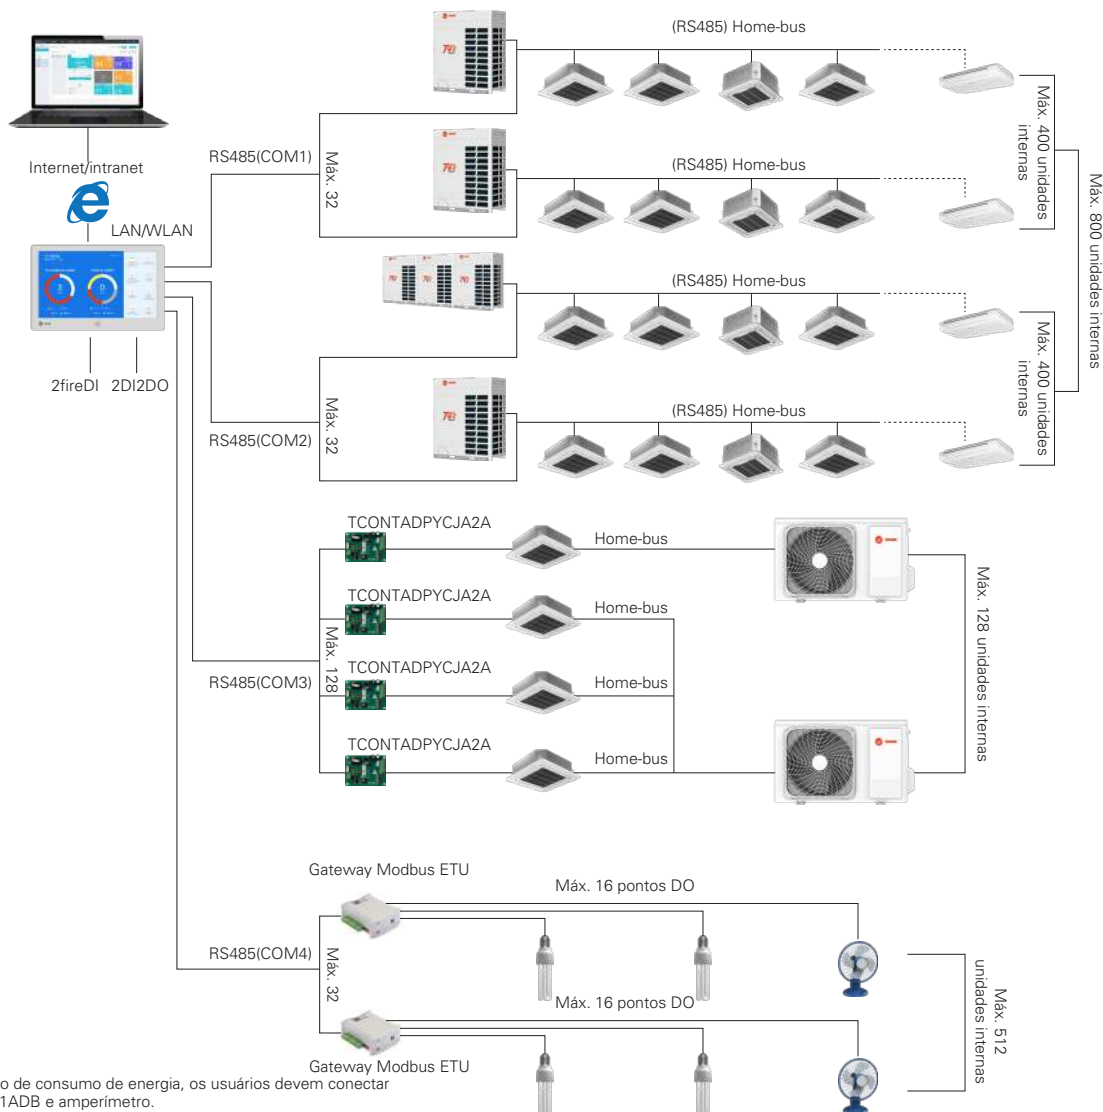 (RS485) Home-bus
Internet/intranet
RS485(COM1)
Máx. 32
(RS485) Home-bus
Máx. 400 unidades internas
LAN/WLAN
Máx. 800 unidades internas
(RS485) Home-bus
2fireDI 2DI2DO
Máx. 32
RS485(COM2)
(RS485) Home-bus
Máx. 400 unidades internas
TCONTADPYCJA2A
Home-bus
TCONTADPYCJA2A
Home-bus
Máx. 128
RS485(COM3)
TCONTADPYCJA2A
Home-bus
TCONTADPYCJA2A
Home-bus
Máx. 128 unidades internas
Gateway Modbus ETU
Máx. 16 pontos DO
RS485(COM4)
Máx. 32
Máx. 16 pontos DO
Máx. 512 unidades internas
Gateway Modbus ETU
o de consumo de energia, os usuários devem conectar
1ADB e amperímetro.